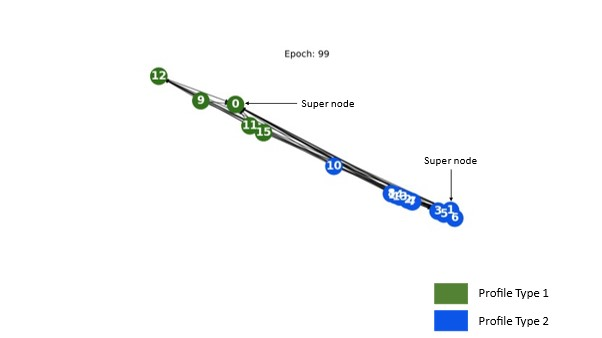 Epoch: 99
12
9
0
Super node
11
15
Super node
10
3
5
1
6
Profile Type 1
Profile Type 2